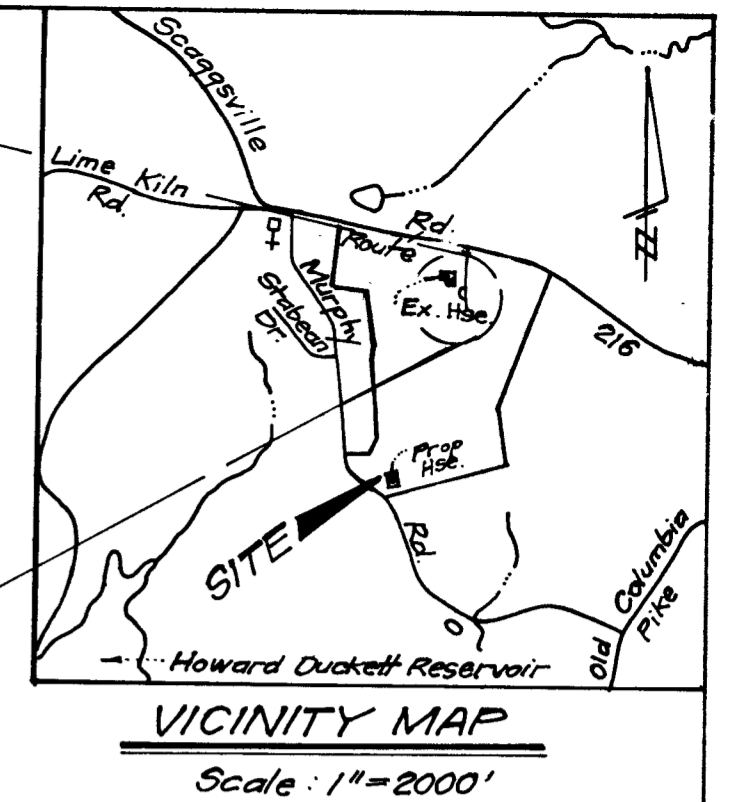 Scaggsville
Lime Kiln
Rd.
Rd.
Route
Murphy
Stabean
Dr.
Ex. Hse.
216
Prop
Hse.
SITE
Rd.
Columbia
Pike
Old
Howard Duckett Reservoir
VICINITY MAP
Scale : 1"=2000'